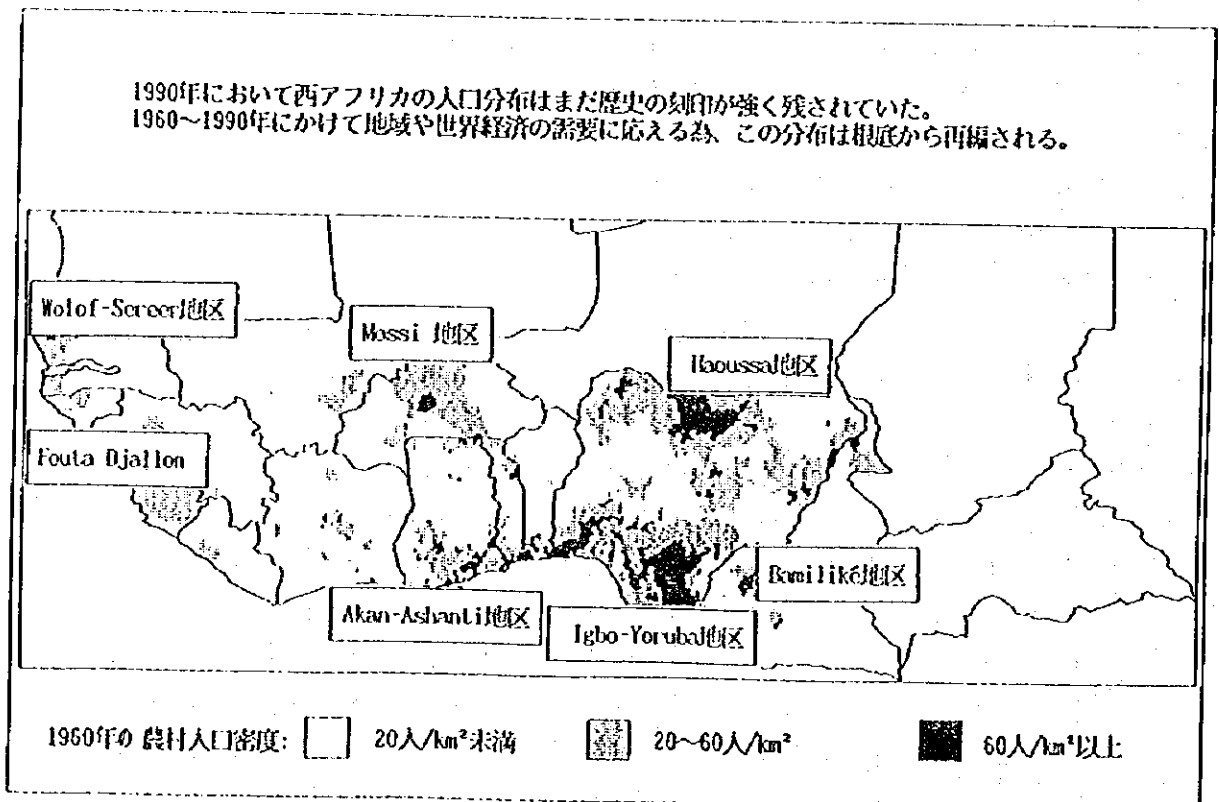 1990年において西アフリカの人口分布はまだ歴史の刻印が強く残されていた。
1960～1990年にかけて地域や世界経済の需要に応える為、この分布は根底から再編される。
Wolof-Sereer地区
Mossi 地区
Haoussa地区
Fouta Djallon
Bamiliké地区
Akan-Ashanti地区
Igbo-Yoruba地区
1960年の 農村人口密度:
20人/km²未満
20～60人/km²
60人/km²以上